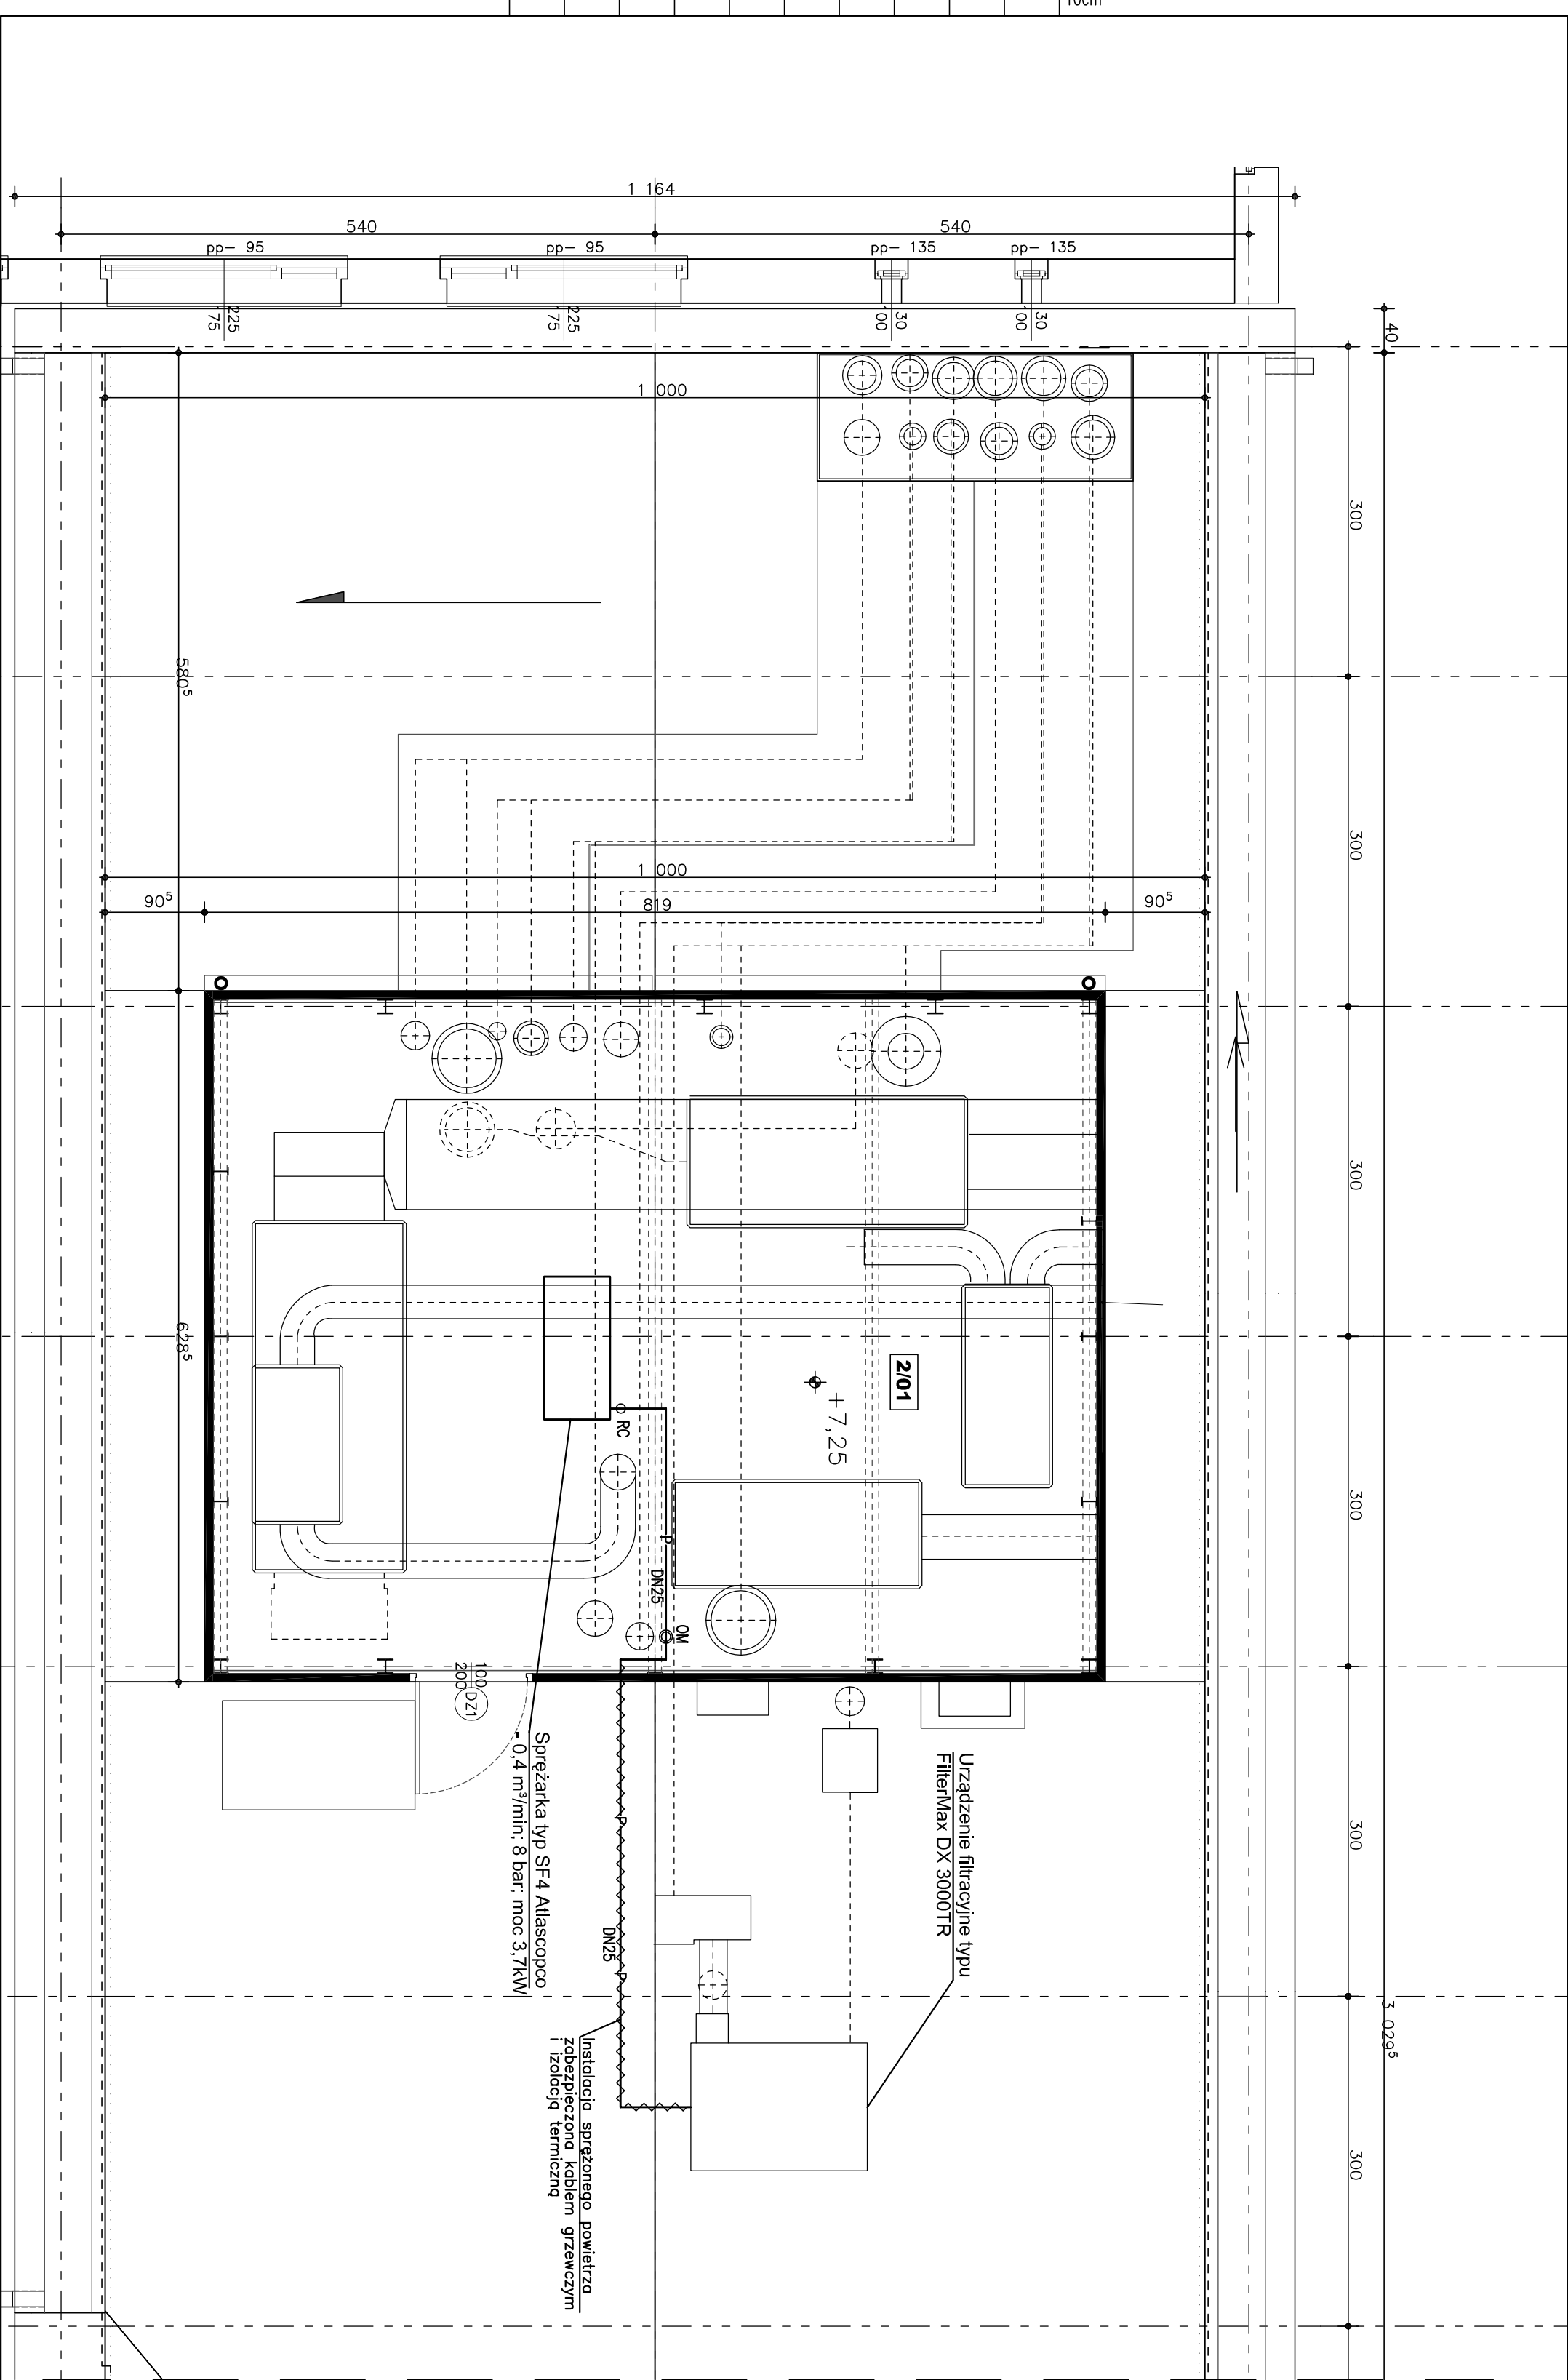 10cm
1 164
540
540
pp- 95
pp- 95
pp- 135
pp- 135
225
175
225
175
30
100
30
100
40
1 000
300
580⁵
300
1 000
90⁵
819
90⁵
300
628⁵
2/01
+7,25
RC
300
P
DN25
OM
100
200
DZ1
Sprężarka typ SF4 Atlascopco
- 0,4 m³/min; 8 bar; moc 3,7kW
Urządzenie filtracyjne typu
FilterMax DX 3000TR
300
P
DN25
P
3 029⁵
Instalacja sprężonego powietrza
zabezpieczona kablem grzewczym
i izolacją termiczną
300